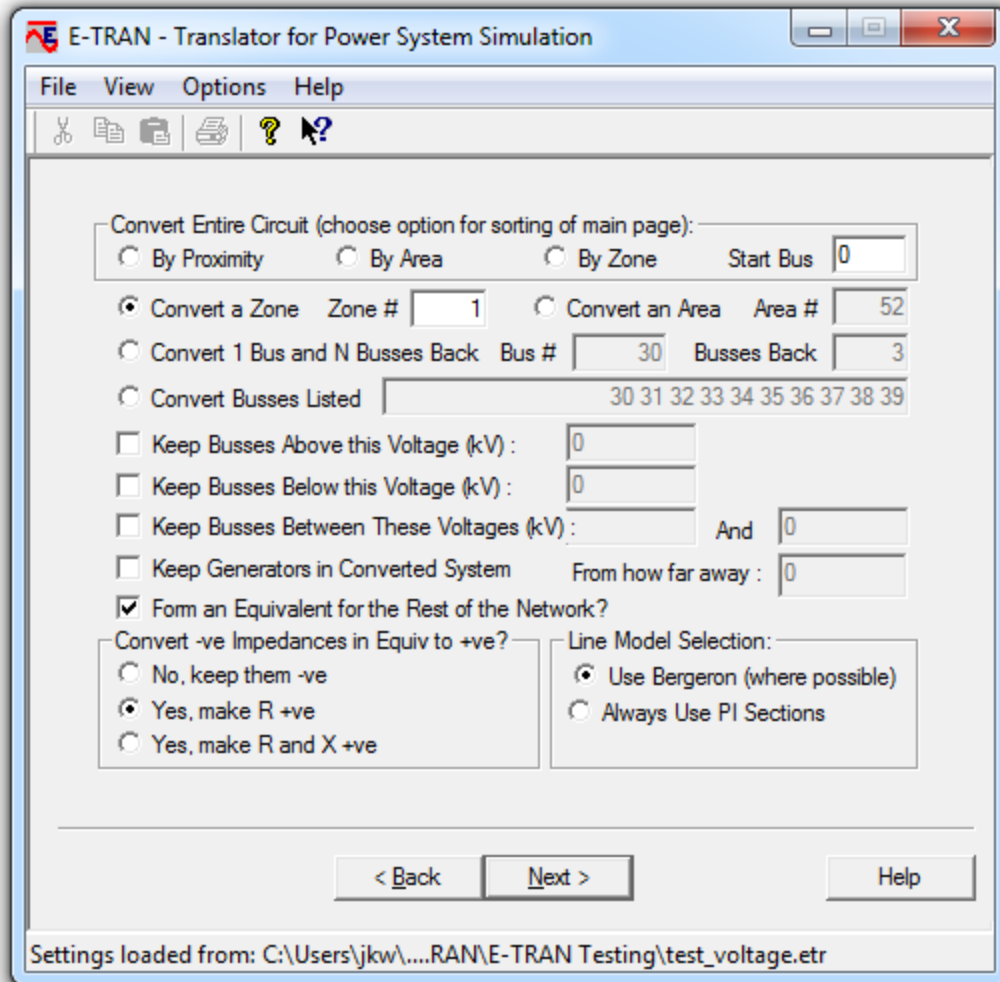 E-TRAN - Translator for Power System Simulation
File View Options Help
Convert Entire Circuit (choose option for sorting of main page):
By Proximity By Area By Zone Start Bus 0
Convert a Zone Zone # 1 Convert an Area Area # 52
Convert 1 Bus and N Busses Back Bus # 30 Busses Back 3
Convert Busses Listed 30 31 32 33 34 35 36 37 38 39
Keep Busses Above this Voltage (kV) : 0
Keep Busses Below this Voltage (kV) : 0
Keep Busses Between These Voltages (kV) : And 0
Keep Generators in Converted System From how far away : 0
Form an Equivalent for the Rest of the Network?
Convert -ve Impedances in Equiv to +ve? Line Model Selection:
No, keep them -ve Use Bergeron (where possible)
Yes, make R +ve Always Use PI Sections
Yes, make R and X +ve
< Back Next > Help
Settings loaded from: C:\Users\jkw\....RAN\E-TRAN Testing\test_voltage.etr